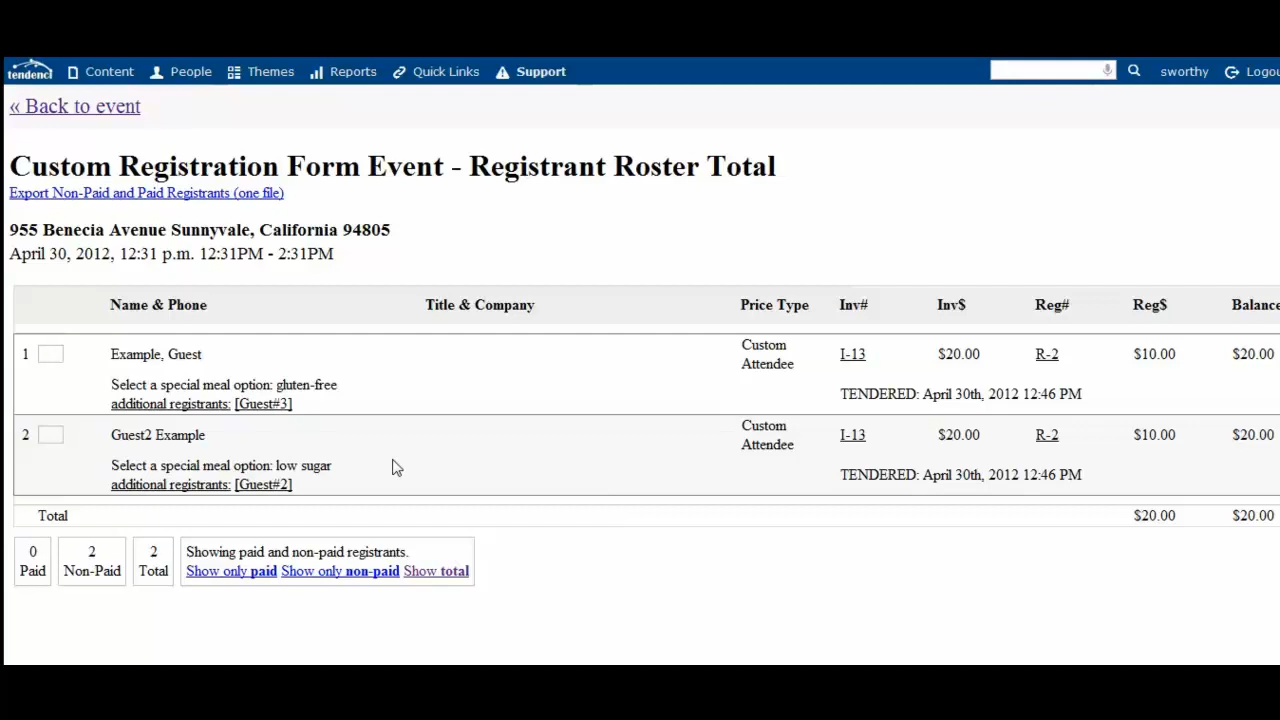 tendenci Content People Themes Reports Quick Links Support sworthy Logou
« Back to event
Custom Registration Form Event - Registrant Roster Total
Export Non-Paid and Paid Registrants (one file)
955 Benecia Avenue Sunnyvale, California 94805
April 30, 2012, 12:31 p.m. 12:31PM - 2:31PM
Name & Phone Title & Company Price Type Inv# Inv$ Reg# Reg$ Balance
1 Example, Guest Custom Attendee I-13 $20.00 R-2 $10.00 $20.00
Select a special meal option: gluten-free
additional registrants: [Guest#3] TENDERED: April 30th, 2012 12:46 PM
2 Guest2 Example Custom Attendee I-13 $20.00 R-2 $10.00 $20.00
Select a special meal option: low sugar
additional registrants: [Guest#2] TENDERED: April 30th, 2012 12:46 PM
Total $20.00 $20.00
0 2 2 Showing paid and non-paid registrants.
Paid Non-Paid Total Show only paid Show only non-paid Show total